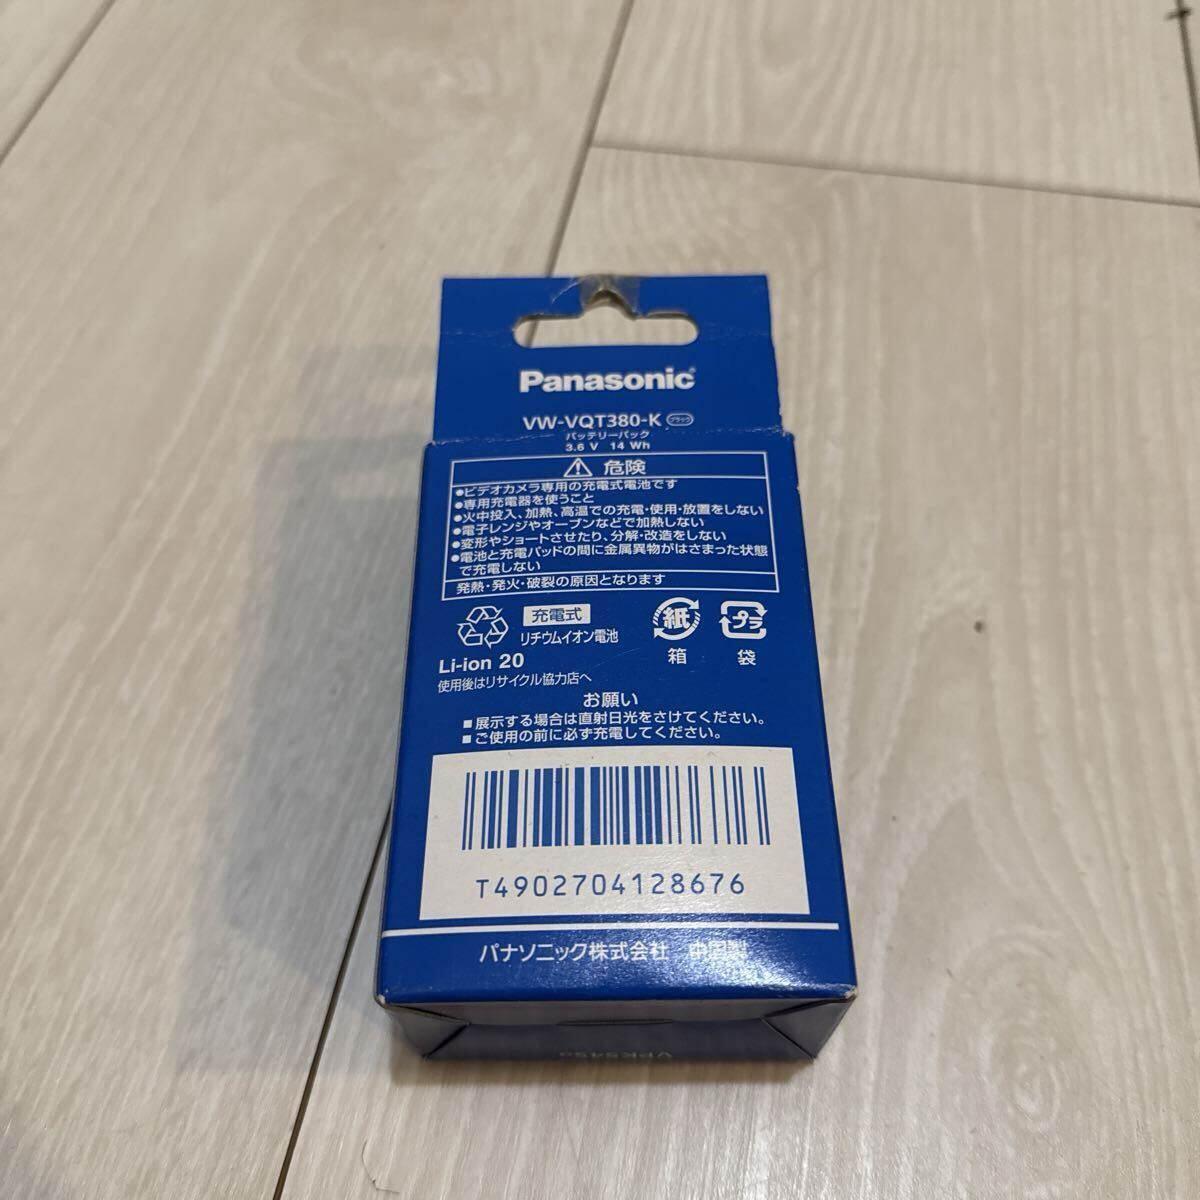 Panasonic
VW-VQT380-K ブラック
バッテリーパック
3.6 V 14 Wh
危険
●ビデオカメラ専用の充電式電池です
●専用充電器を使うこと
●火中投入、加熱、高温での充電・使用・放置をしない
●電子レンジやオーブンなどで加熱しない
●変形やショートさせたり、分解・改造をしない
●電池と充電パッドの間に金属異物がはさまった状態
で充電しない
発熱・発火・破裂の原因となります
充電式
リチウムイオン電池
Li-ion 20
使用後はリサイクル協力店へ
紙
箱
プラ
袋
お願い
■展示する場合は直射日光をさけてください。
■ご使用の前に必ず充電してください。
T4902704128676
パナソニック株式会社 中国製